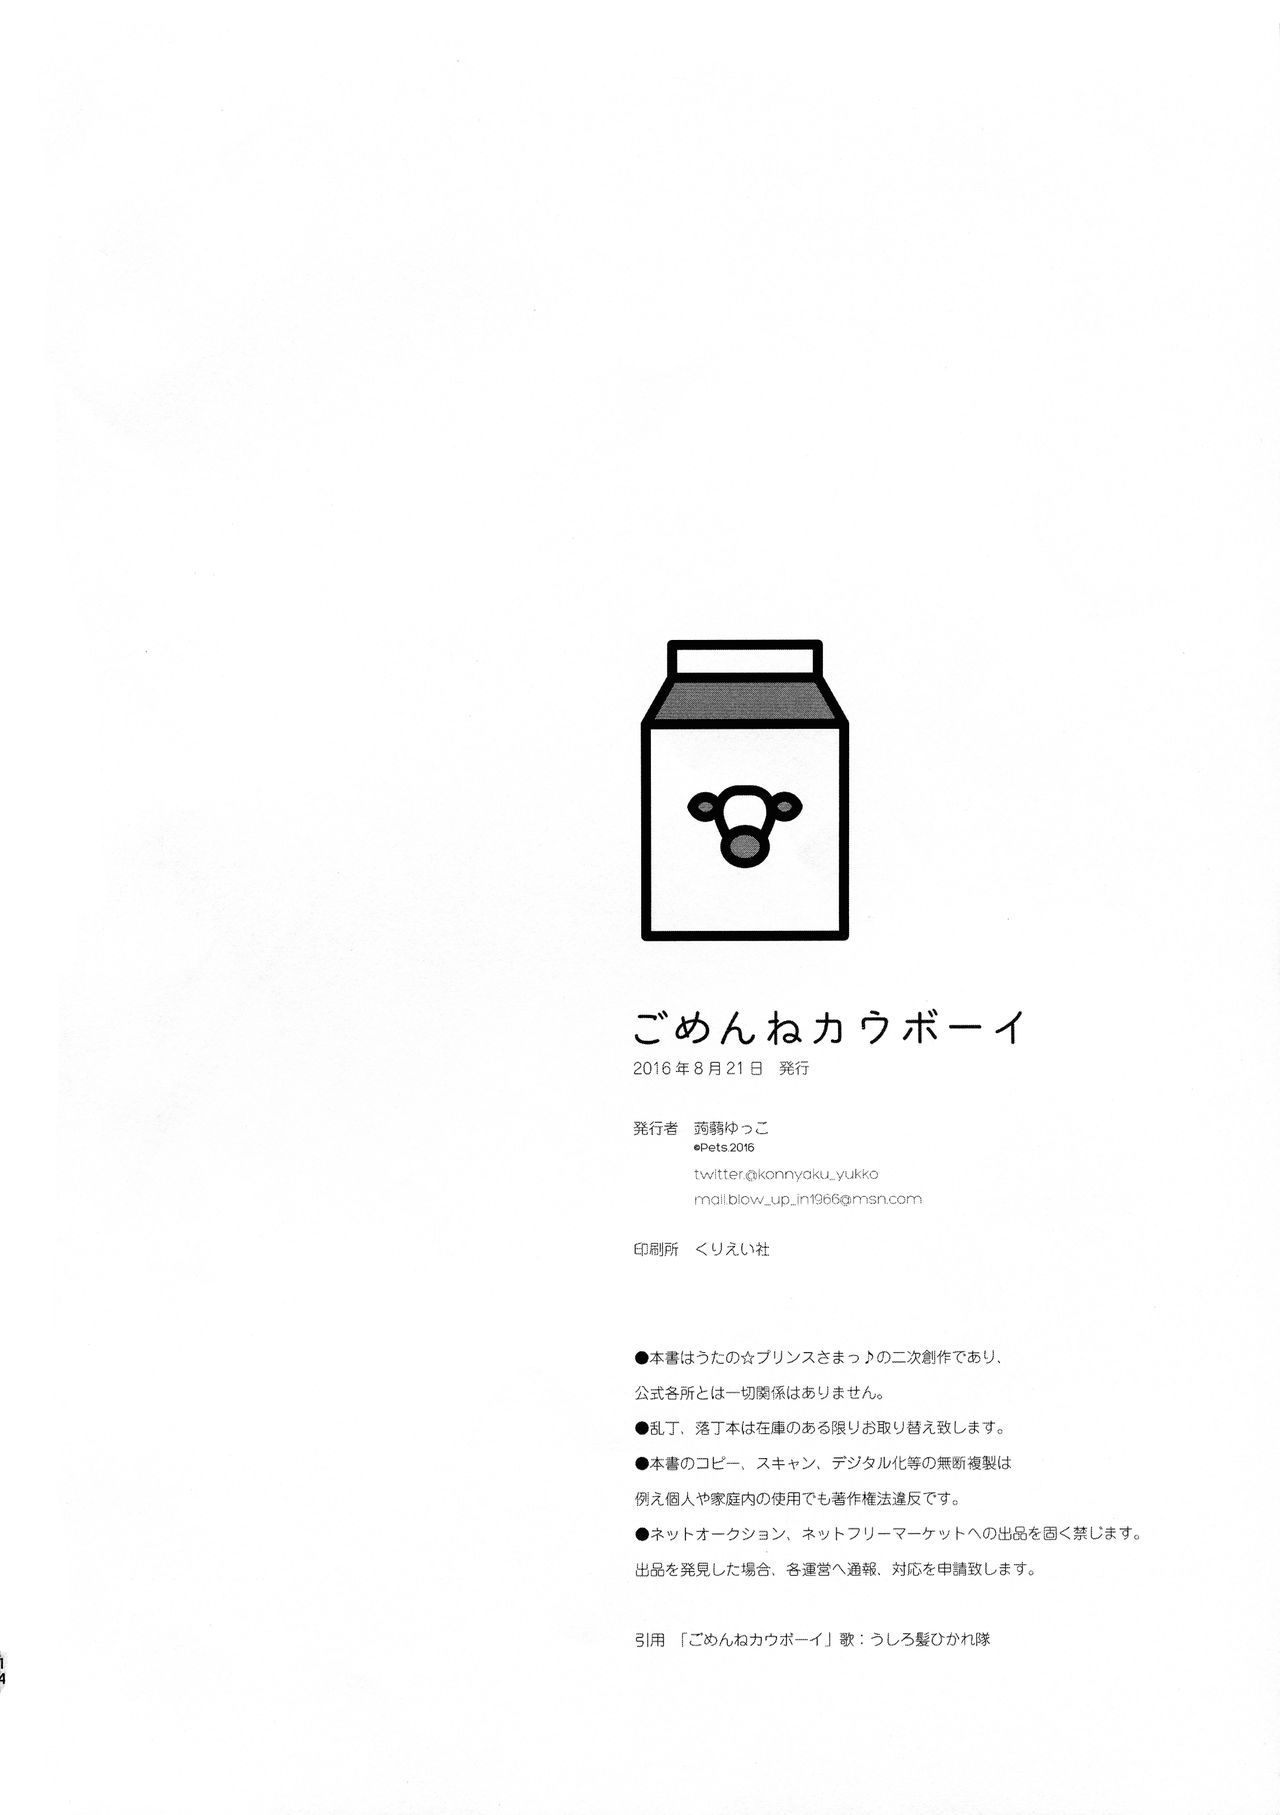 ごめんねカウボーイ
2016年8月21日　発行
発行者　蒟蒻ゆっこ
©Pets.2016
twitter.@konnyaku_yukko
mail.blow_up_in1966@msn.com
印刷所　くりえい社
●本書はうたの☆プリンスさまっ♪の二次創作であり、
公式各所とは一切関係はありません。
●乱丁、落丁本は在庫のある限りお取り替え致します。
●本書のコピー、スキャン、デジタル化等の無断複製は
例え個人や家庭内の使用でも著作権法違反です。
●ネットオークション、ネットフリーマーケットへの出品を固く禁じます。
出品を発見した場合、各運営へ通報、対応を申請致します。
引用　「ごめんねカウボーイ」歌：うしろ髪ひかれ隊
14